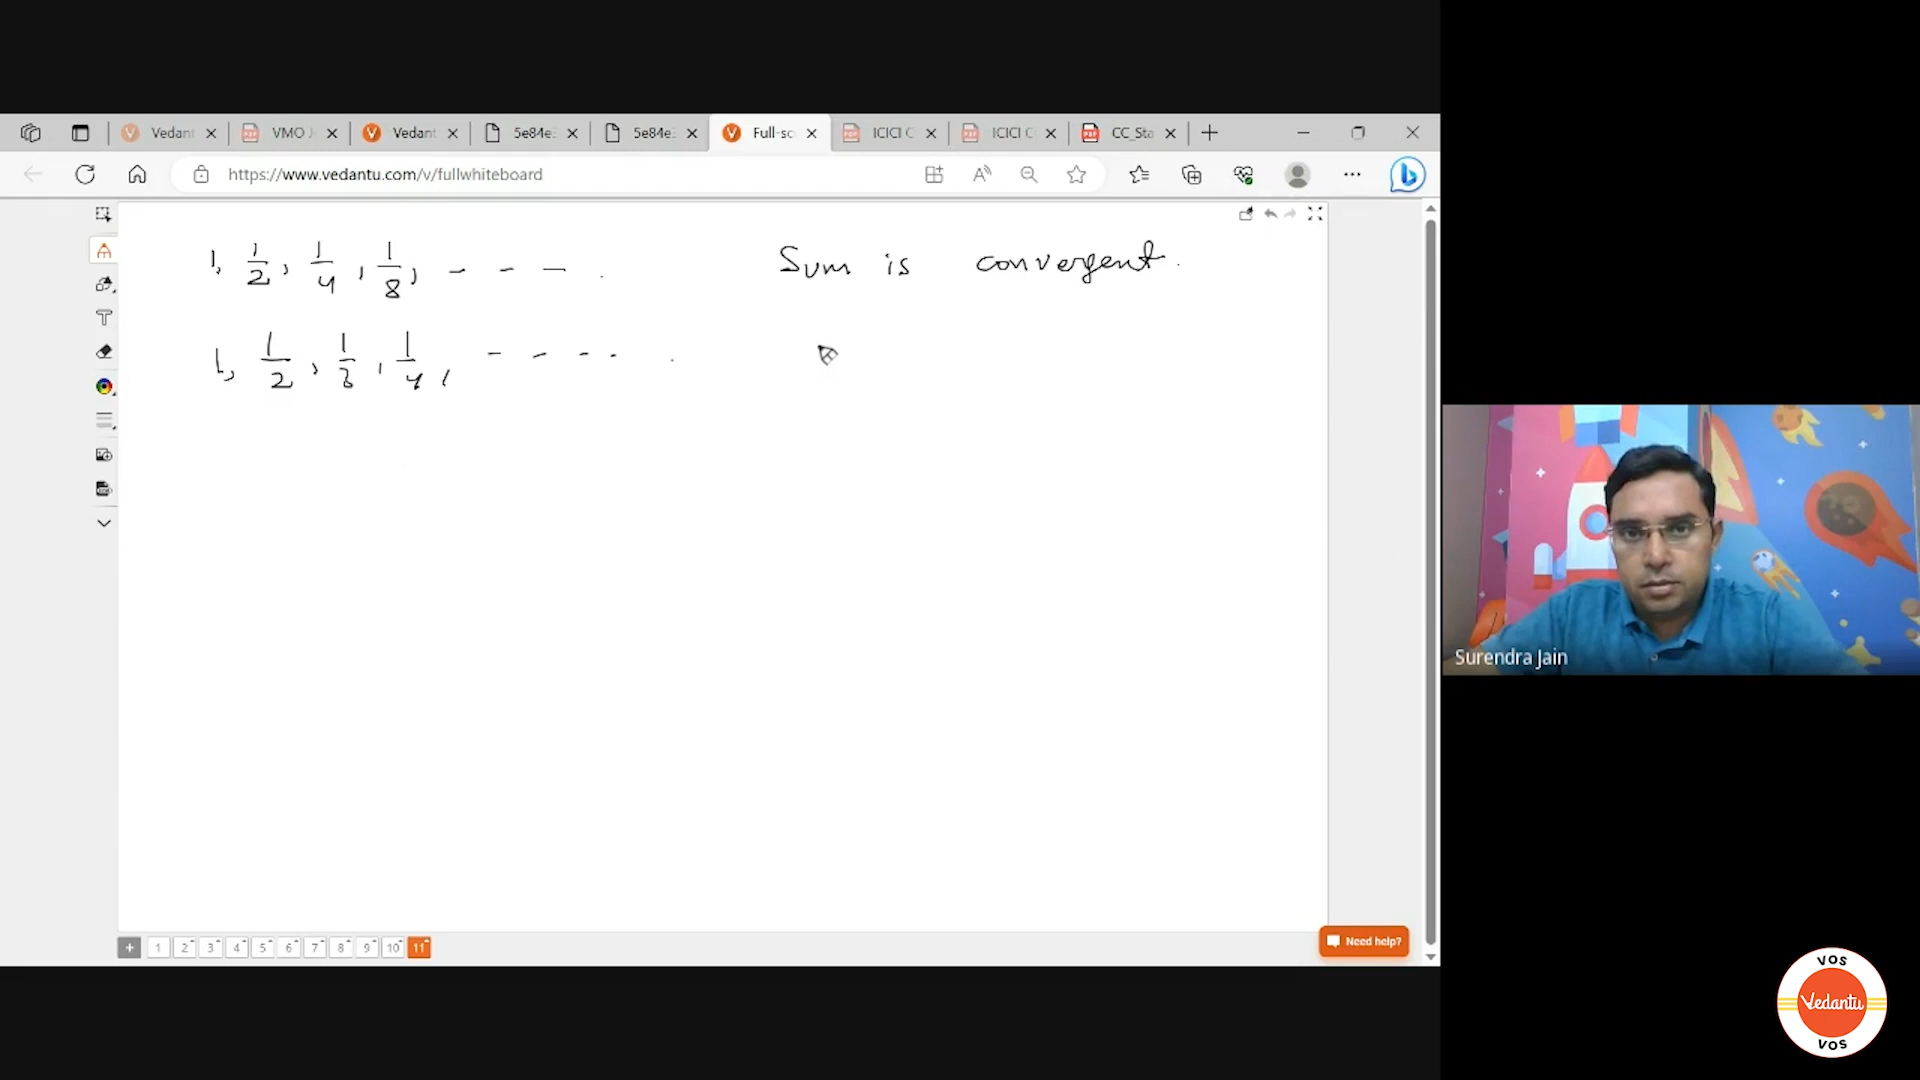 Vedant
VMO J
Vedant
5e84e
5e84e
Full-sc
ICICI C
ICICI C
CC_Sta
https://www.vedantu.com/v/fullwhiteboard
1, 1/2, 1/4, 1/8, - - - .
Sum is convergent.
1, 1/2, 1/3, 1/4, - - - - .
Surendra Jain
+ 1 2 3 4 5 6 7 8 9 10 11
Need help?
VOS
Vedantu
VOS